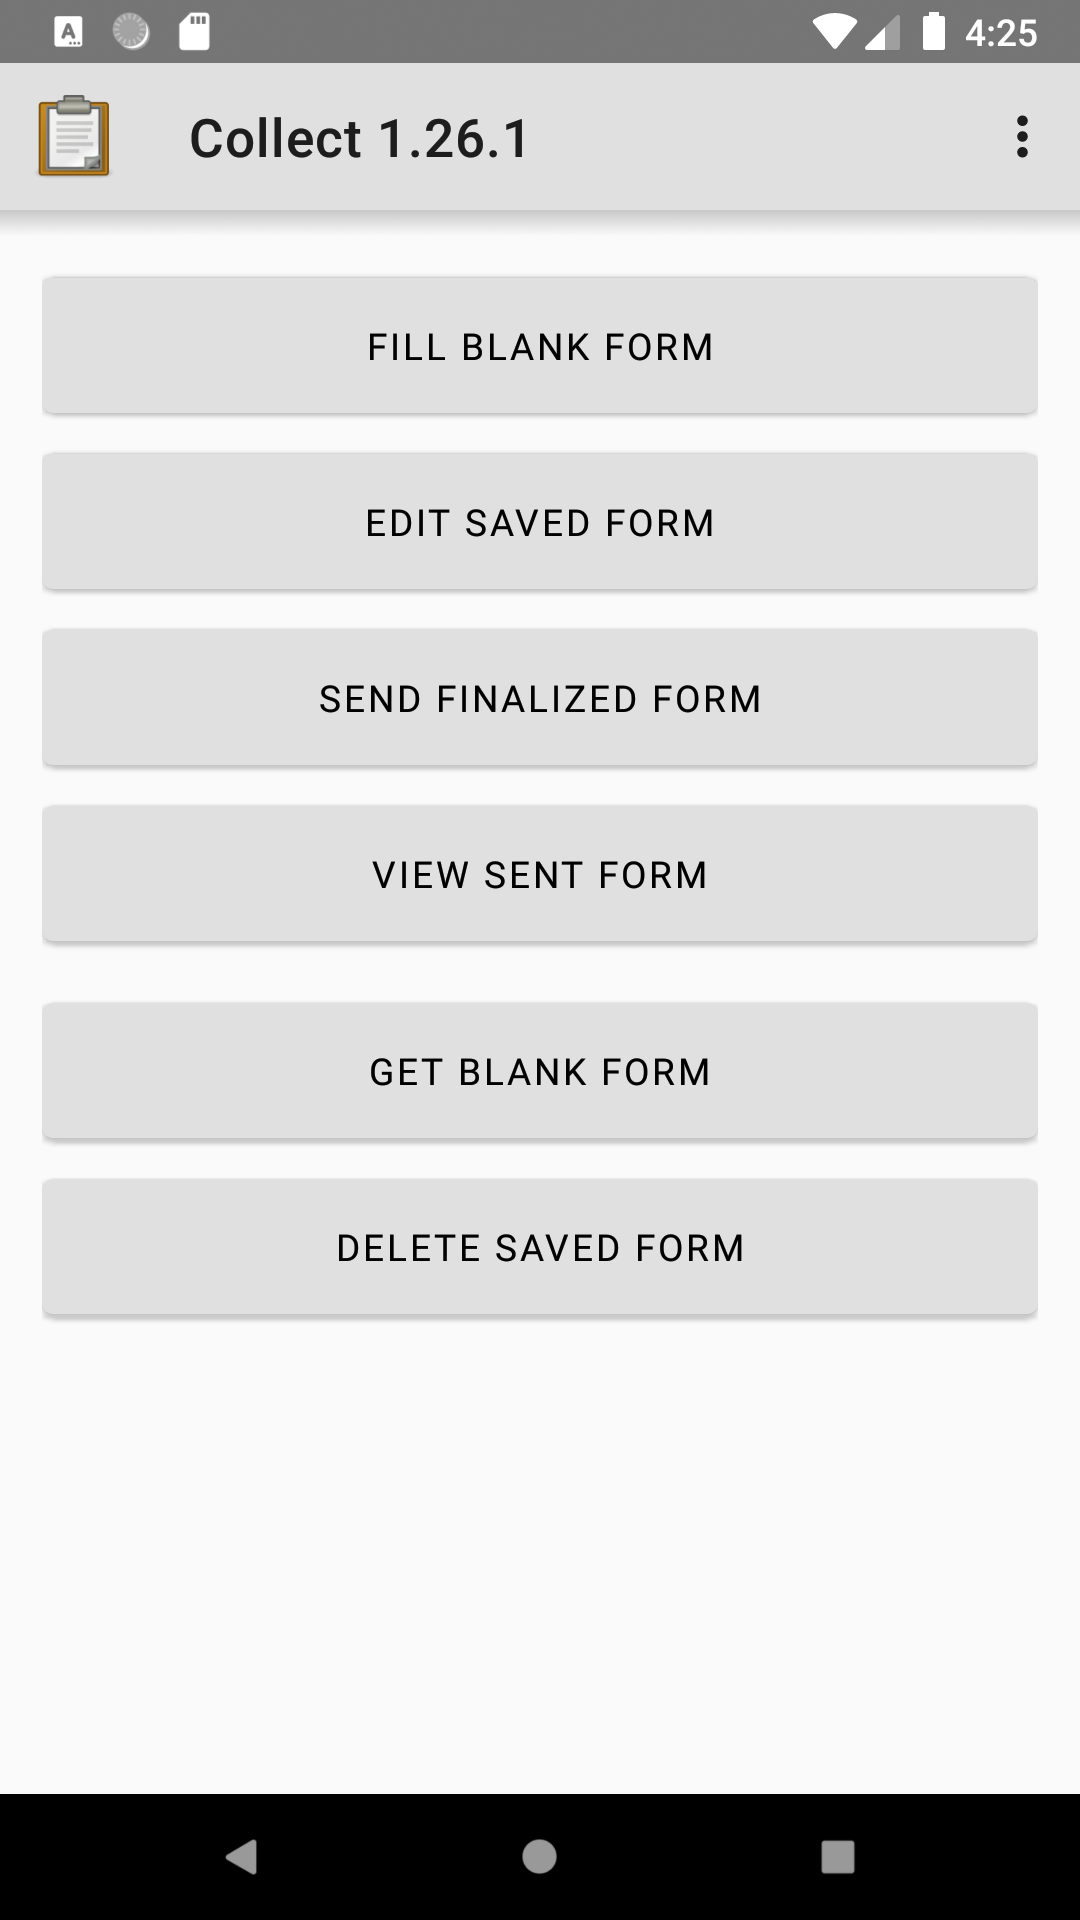 4:25
Collect 1.26.1
FILL BLANK FORM
EDIT SAVED FORM
SEND FINALIZED FORM
VIEW SENT FORM
GET BLANK FORM
DELETE SAVED FORM